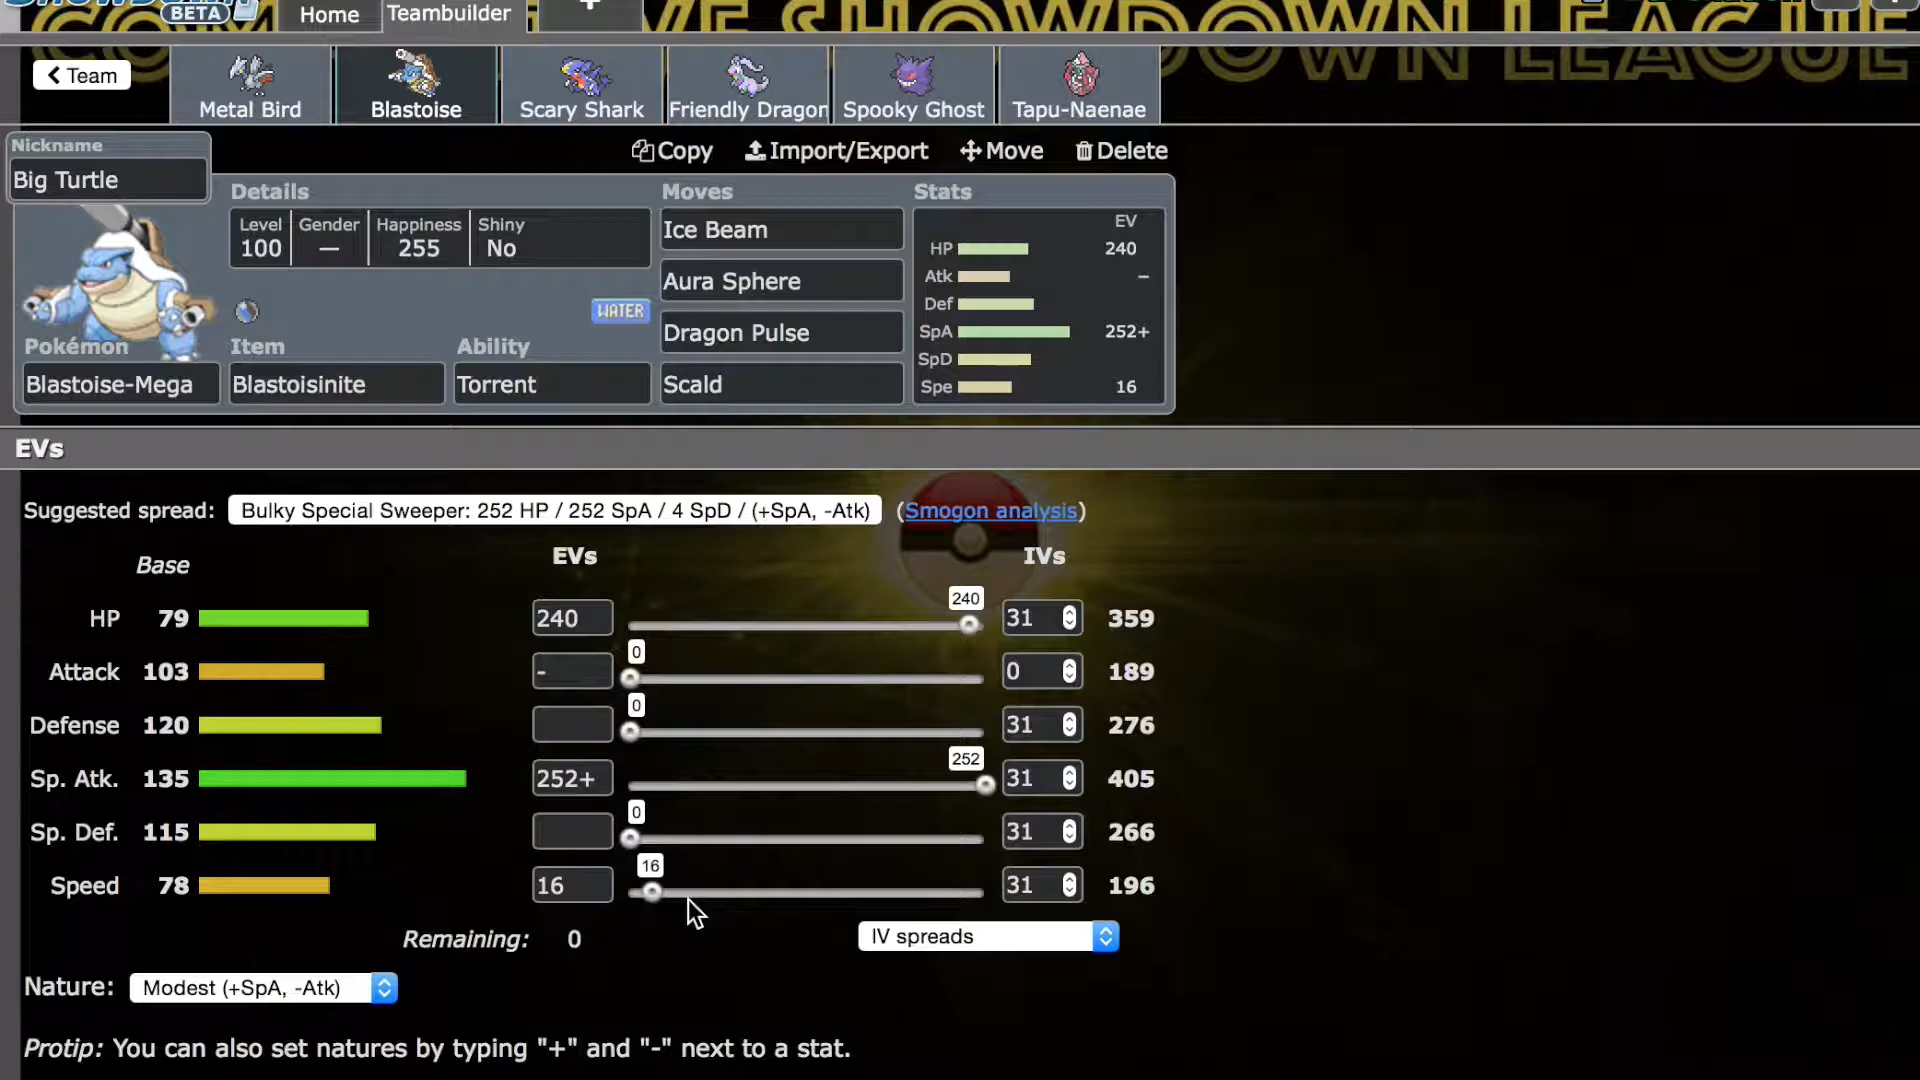 BETA
Home
Teambuilder
+
SHOWDOWN LEAGUE
Team
Metal Bird
Blastoise
Scary Shark
Friendly Dragon
Spooky Ghost
Tapu-Naenae
Copy
Import/Export
Move
Delete
Nickname
Big Turtle
Details
Level
100
Gender
—
Happiness
255
Shiny
No
WATER
Pokémon
Blastoise-Mega
Item
Blastoisinite
Ability
Torrent
Moves
Ice Beam
Aura Sphere
Dragon Pulse
Scald
Stats
EV
HP 240
Atk –
Def
SpA 252+
SpD
Spe 16
EVs
Suggested spread: Bulky Special Sweeper: 252 HP / 252 SpA / 4 SpD / (+SpA, -Atk) (Smogon analysis)
Base EVs IVs
HP 79 240 240 31 359
Attack 103 - 0 0 189
Defense 120 0 31 276
Sp. Atk. 135 252+ 252 31 405
Sp. Def. 115 0 31 266
Speed 78 16 16 31 196
Remaining: 0 IV spreads
Nature: Modest (+SpA, -Atk)
Protip: You can also set natures by typing "+" and "-" next to a stat.